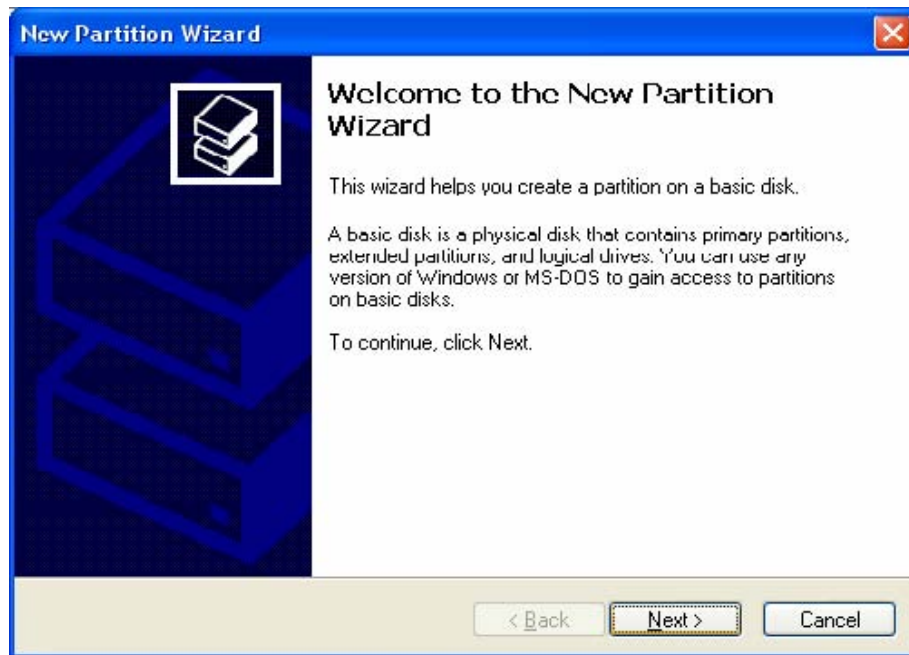 New Partition Wizard
Welcome to the New Partition
Wizard
This wizard helps you create a partition on a basic disk.
A basic disk is a physical disk that contains primary partitions,
extended partitions, and logical drives. You can use any
version of Windows or MS-DOS to gain access to partitions
on basic disks.
To continue, click Next.
< Back Next > Cancel